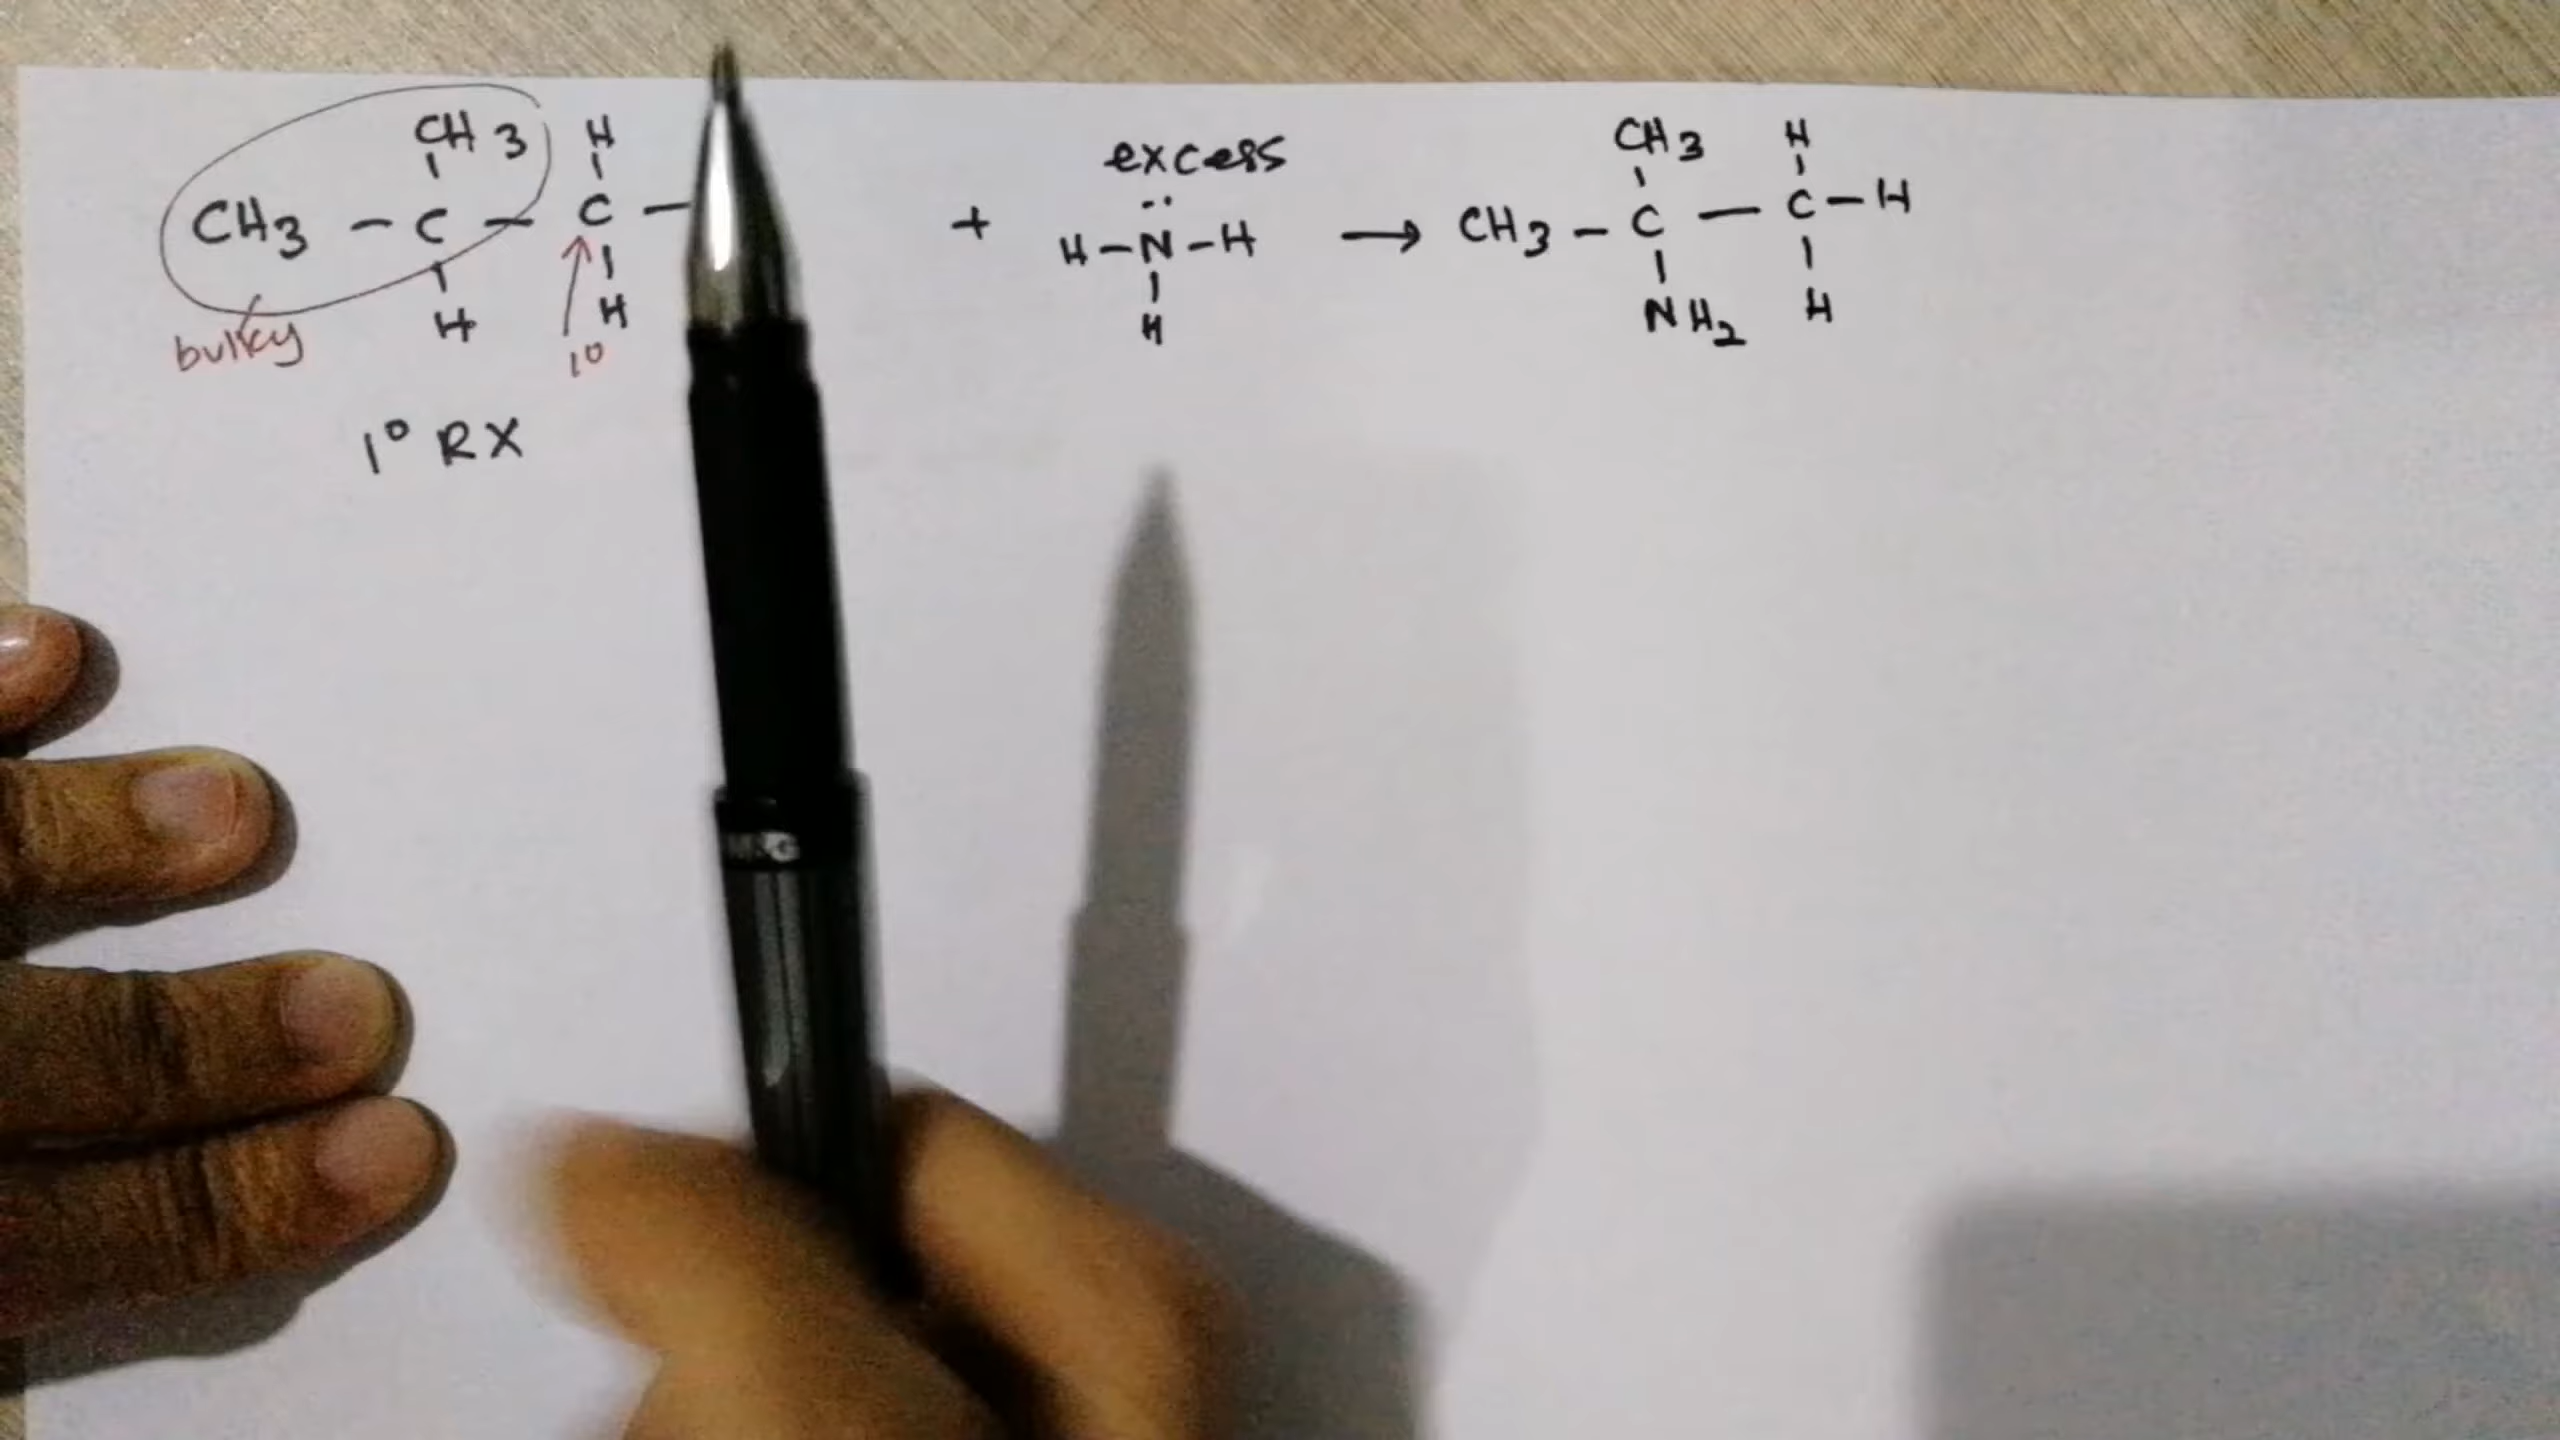 CH3 H excess CH3 H
CH3 - C - C - + H - N̈ - H → CH3 - C - C - H
H H H NH2 H
bulky 1°
1° RX
M&G